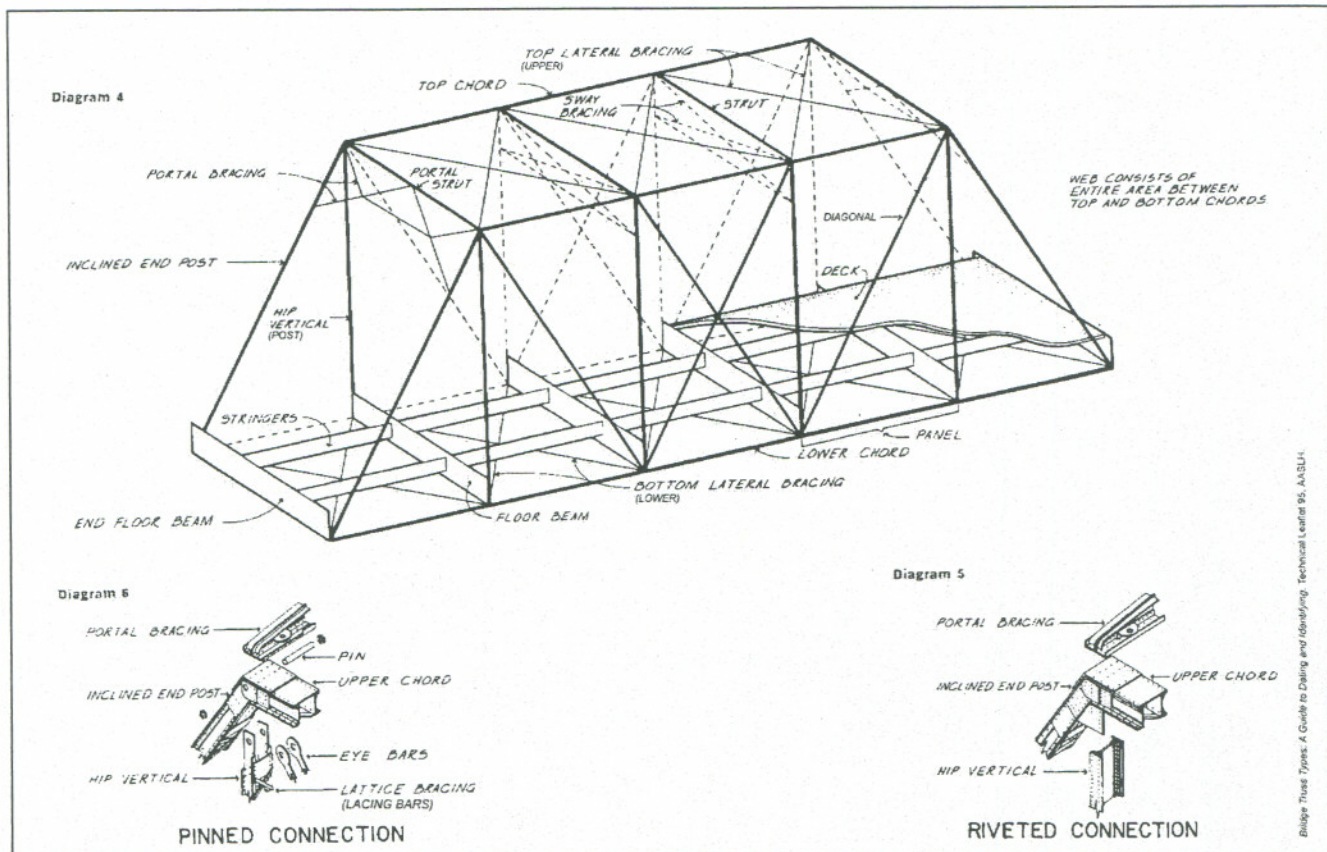 Diagram 4
TOP LATERAL BRACING
(UPPER)
TOP CHORD
SWAY
BRACING
STRUT
PORTAL BRACING
PORTAL
STRUT
WEB CONSISTS OF
ENTIRE AREA BETWEEN
TOP AND BOTTOM CHORDS
DIAGONAL
INCLINED END POST
DECK
HIP
VERTICAL
(POST)
STRINGERS
PANEL
LOWER CHORD
BOTTOM LATERAL BRACING
(LOWER)
FLOOR BEAM
END FLOOR BEAM
Diagram 6
PORTAL BRACING
PIN
UPPER CHORD
INCLINED END POST
EYE BARS
HIP VERTICAL
LATTICE BRACING
(LACING BARS)
PINNED CONNECTION
Diagram 5
PORTAL BRACING
INCLINED END POST
UPPER CHORD
HIP VERTICAL
RIVETED CONNECTION
Bridge Truss Types: A Guide to Dating and Identifying, Technical Leaflet 95, AASLH.